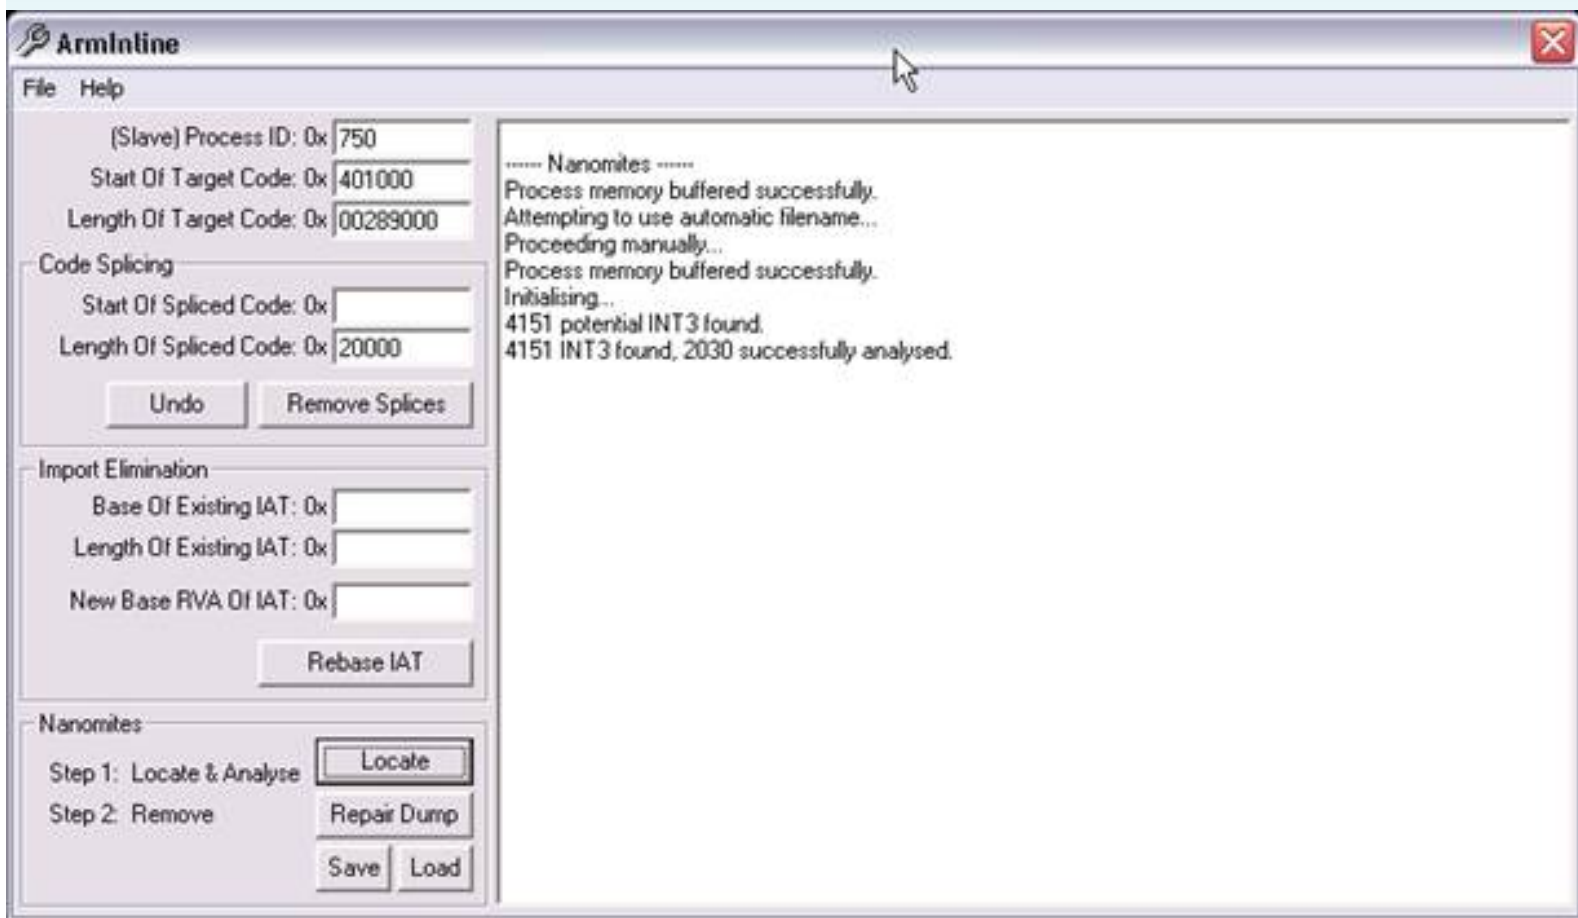 ArmInline
File Help
(Slave) Process ID: 0x 750
Start Of Target Code: 0x 401000
Length Of Target Code: 0x 00289000
Code Splicing
Start Of Spliced Code: 0x
Length Of Spliced Code: 0x 20000
Undo Remove Splices
Import Elimination
Base Of Existing IAT: 0x
Length Of Existing IAT: 0x
New Base RVA Of IAT: 0x
Rebase IAT
Nanomites
Step 1: Locate & Analyse Locate
Step 2: Remove Repair Dump
Save Load
------ Nanomites ------
Process memory buffered successfully.
Attempting to use automatic filename...
Proceeding manually...
Process memory buffered successfully.
Initialising...
4151 potential INT3 found.
4151 INT3 found, 2030 successfully analysed.